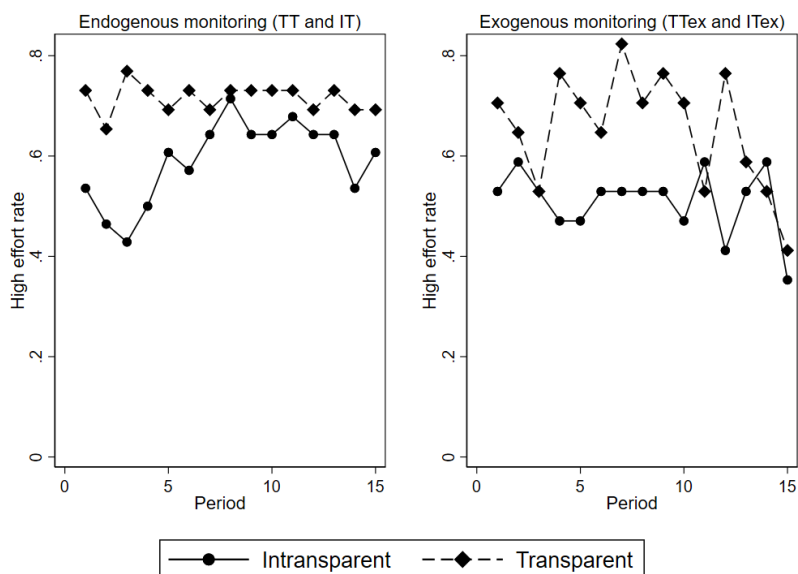 Endogenous monitoring (TT and IT)
High effort rate
0 .2 .4 .6 .8
0 5 10 15
Period
Exogenous monitoring (TTex and ITex)
High effort rate
0 .2 .4 .6 .8
0 5 10 15
Period
Intransparent Transparent